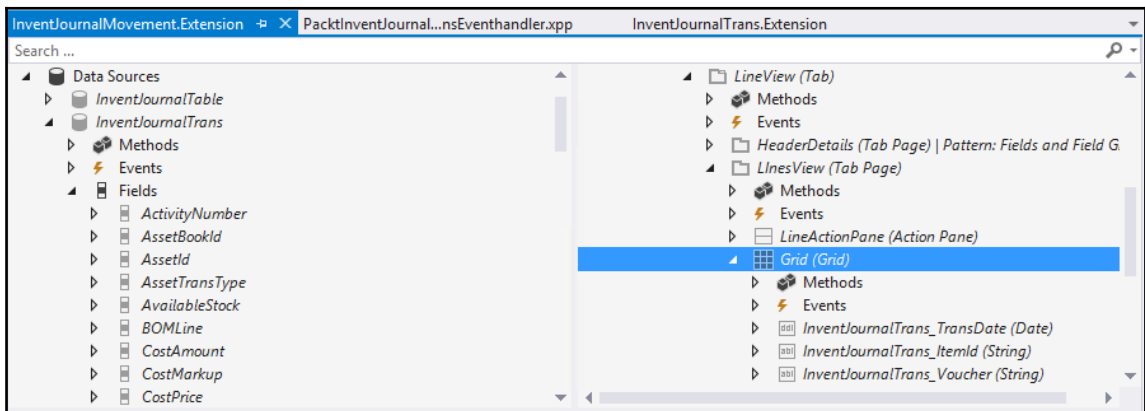 InventJournalMovement.Extension
PacktInventJournal...nsEventhandler.xpp
InventJournalTrans.Extension
Search ...
Data Sources
InventJournalTable
InventJournalTrans
Methods
Events
Fields
ActivityNumber
AssetBookId
AssetId
AssetTransType
AvailableStock
BOMLine
CostAmount
CostMarkup
CostPrice
LineView (Tab)
Methods
Events
HeaderDetails (Tab Page) | Pattern: Fields and Field G
LInesView (Tab Page)
Methods
Events
LineActionPane (Action Pane)
Grid (Grid)
Methods
Events
InventJournalTrans_TransDate (Date)
InventJournalTrans_ItemId (String)
InventJournalTrans_Voucher (String)